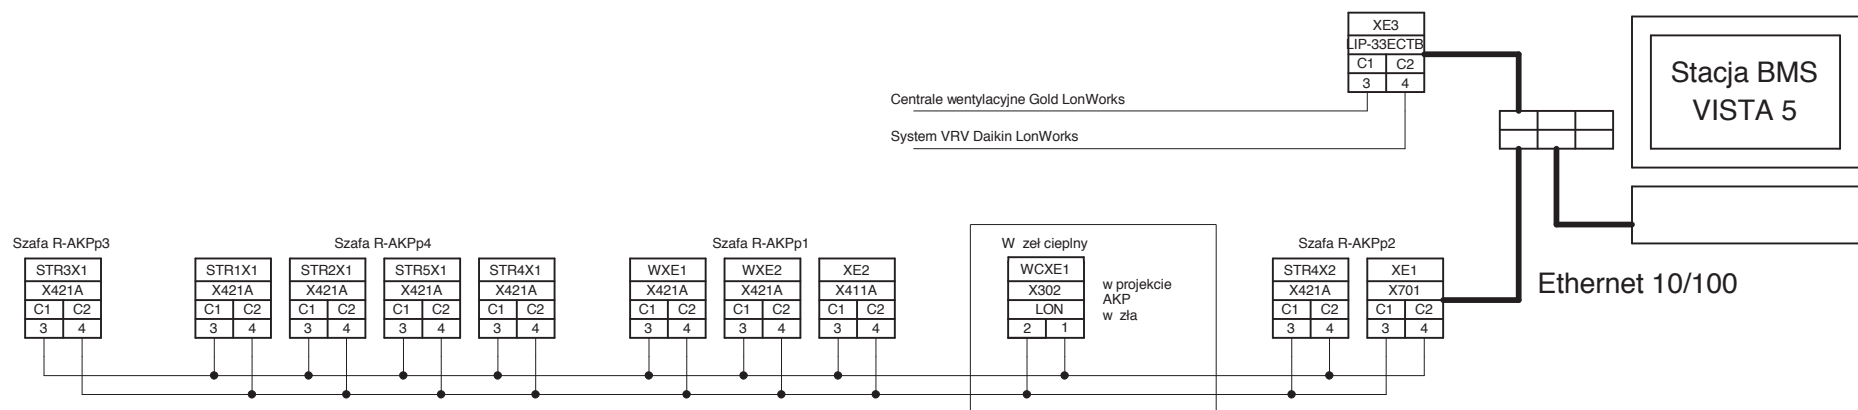 XE3
LIP-33ECTB
C1 C2
3 4
Centrale wentylacyjne Gold LonWorks
System VRV Daikin LonWorks
Stacja BMS
VISTA 5
Szafa R-AKPp3
STR3X1
X421A
C1 C2
3 4
Szafa R-AKPp4
STR1X1
X421A
C1 C2
3 4
STR2X1
X421A
C1 C2
3 4
STR5X1
X421A
C1 C2
3 4
STR4X1
X421A
C1 C2
3 4
Szafa R-AKPp1
WXE1
X421A
C1 C2
3 4
WXE2
X421A
C1 C2
3 4
XE2
X411A
C1 C2
3 4
W zeł cieplny
WCXE1
X302
LON
2 1
w projekcie
AKP
w zła
Szafa R-AKPp2
STR4X2
X421A
C1 C2
3 4
XE1
X701
C1 C2
3 4
Ethernet 10/100